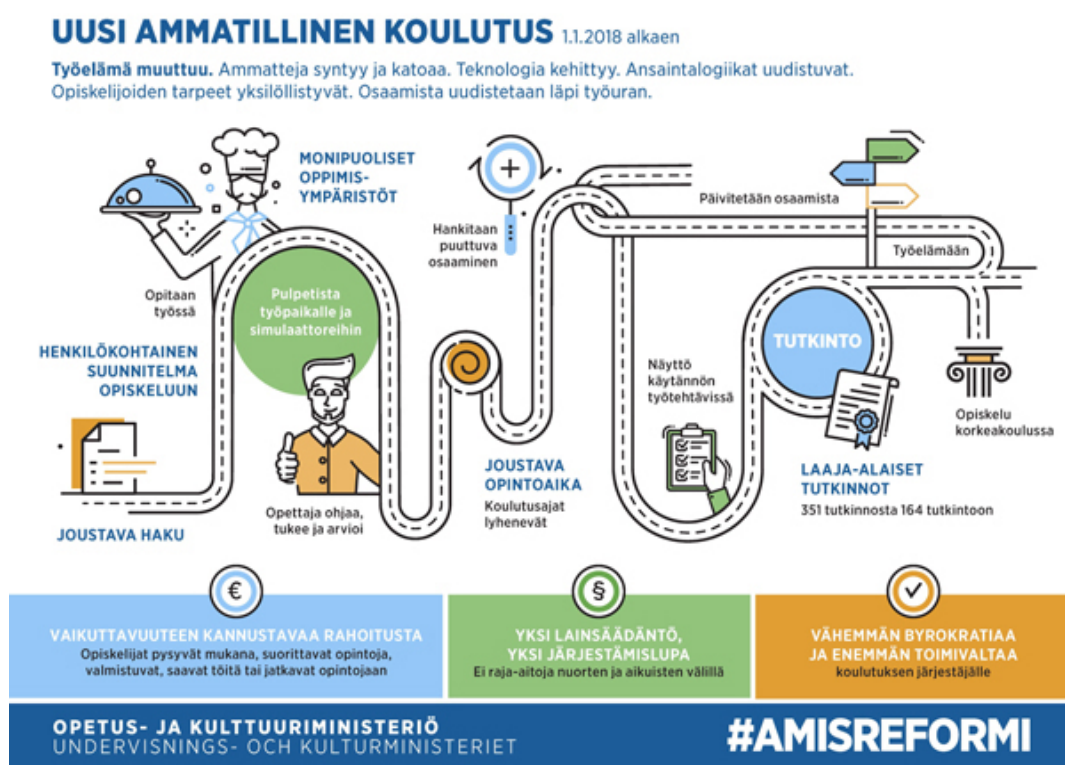 UUSI AMMATILLINEN KOULUTUS 1.1.2018 alkaen
Työelämä muuttuu. Ammatteja syntyy ja katoaa. Teknologia kehittyy. Ansaintalogiikat uudistuvat.
Opiskelijoiden tarpeet yksilöllistyvät. Osaamista uudistetaan läpi työuran.
MONIPUOLISET
OPPIMIS-
YMPÄRISTÖT
Opitaan
työssä
Pulpetista
työpaikalle ja
simulaattoreihin
HENKILÖKOHTAINEN
SUUNNITELMA
OPISKELUUN
JOUSTAVA HAKU
Opettaja ohjaa,
tukee ja arvioi
Hankitaan
puuttuva
osaaminen
JOUSTAVA
OPINTOAIKA
Koulutusajat
lyhenevät
Päivitetään osaamista
Työelämään
Näyttö
käytännön
työtehtävissä
TUTKINTO
Opiskelu
korkeakoulussa
LAAJA-ALAISET
TUTKINNOT
351 tutkinnosta 164 tutkintoon
€
VAIKUTTAVUUTEEN KANNUSTAVAA RAHOITUSTA
Opiskelijat pysyvät mukana, suorittavat opintoja,
valmistuvat, saavat töitä tai jatkavat opintojaan
§
YKSI LAINSÄÄDÄNTÖ,
YKSI JÄRJESTÄMISLUPA
Ei raja-aitoja nuorten ja aikuisten välillä
VÄHEMMÄN BYROKRATIAA
JA ENEMMÄN TOIMIVALTAA
koulutuksen järjestäjälle
OPETUS- JA KULTTUURIMINISTERIÖ
UNDERVISNINGS- OCH KULTURMINISTERIET
#AMISREFORMI